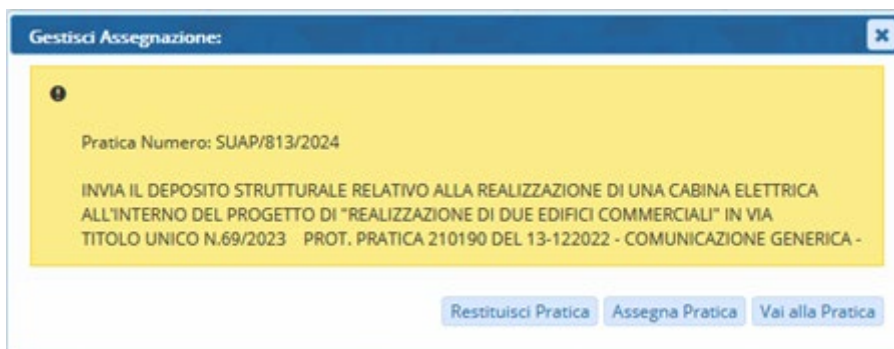 Gestisci Assegnazione:
Pratica Numero: SUAP/813/2024
INVIA IL DEPOSITO STRUTTURALE RELATIVO ALLA REALIZZAZIONE DI UNA CABINA ELETTRICA
ALL'INTERNO DEL PROGETTO DI "REALIZZAZIONE DI DUE EDIFICI COMMERCIALI" IN VIA
TITOLO UNICO N.69/2023 PROT. PRATICA 210190 DEL 13-122022 - COMUNICAZIONE GENERICA -
Restituisci Pratica Assegna Pratica Vai alla Pratica